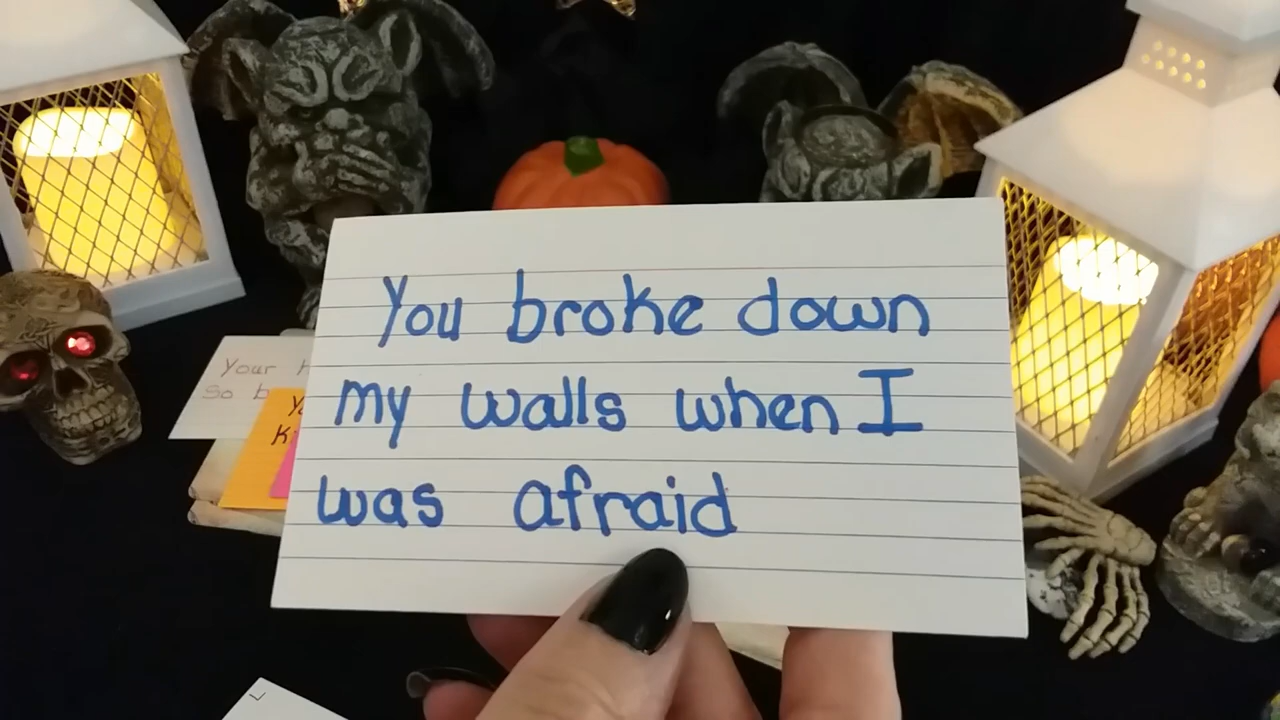 You broke down
my walls when I
was afraid
Your
So